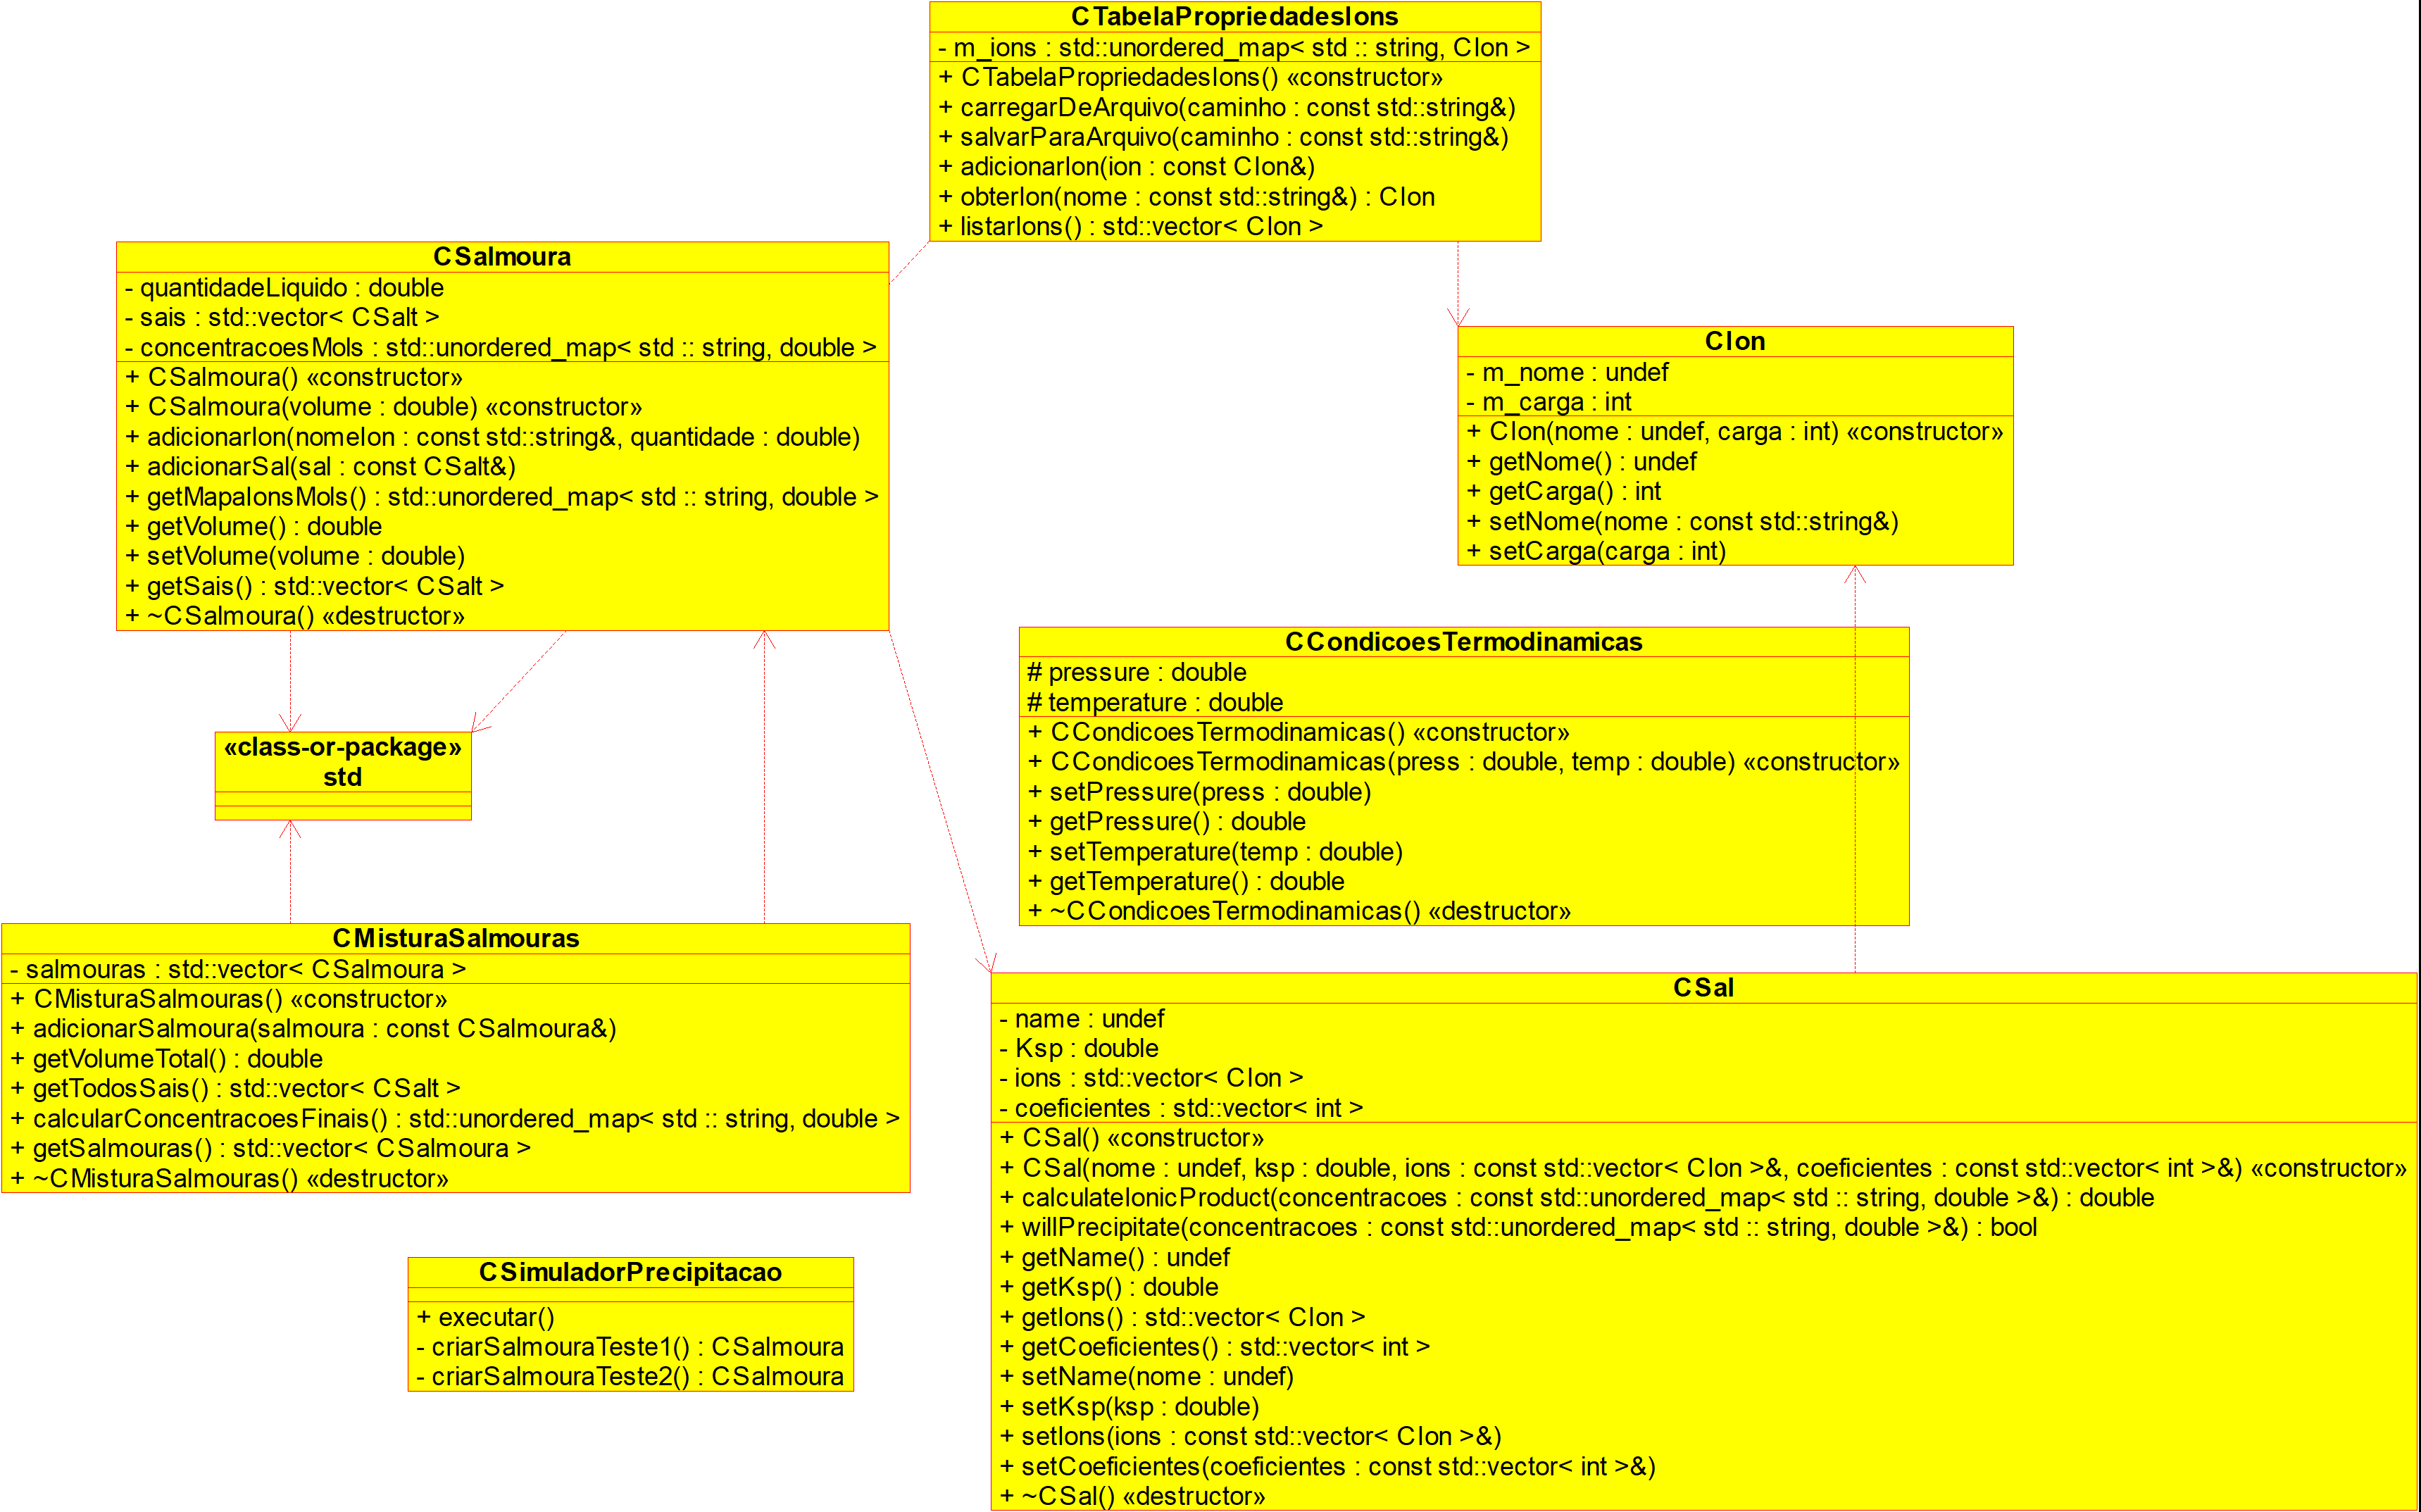 CTabelaPropriedadesIons
- m_ions : std::unordered_map< std :: string, CIon >
+ CTabelaPropriedadesIons() «constructor»
+ carregarDeArquivo(caminho : const std::string&)
+ salvarParaArquivo(caminho : const std::string&)
+ adicionarIon(ion : const CIon&)
+ obterIon(nome : const std::string&) : CIon
+ listarIons() : std::vector< CIon >
CSalmoura
- quantidadeLiquido : double
- sais : std::vector< CSalt >
- concentracoesMols : std::unordered_map< std :: string, double >
+ CSalmoura() «constructor»
+ CSalmoura(volume : double) «constructor»
+ adicionarIon(nomeIon : const std::string&, quantidade : double)
+ adicionarSal(sal : const CSalt&)
+ getMapaIonsMols() : std::unordered_map< std :: string, double >
+ getVolume() : double
+ setVolume(volume : double)
+ getSais() : std::vector< CSalt >
+ ~CSalmoura() «destructor»
CIon
- m_nome : undef
- m_carga : int
+ CIon(nome : undef, carga : int) «constructor»
+ getNome() : undef
+ getCarga() : int
+ setNome(nome : const std::string&)
+ setCarga(carga : int)
CCondicoesTermodinamicas
# pressure : double
# temperature : double
+ CCondicoesTermodinamicas() «constructor»
+ CCondicoesTermodinamicas(press : double, temp : double) «constructor»
+ setPressure(press : double)
+ getPressure() : double
+ setTemperature(temp : double)
+ getTemperature() : double
+ ~CCondicoesTermodinamicas() «destructor»
«class-or-package»
std
CMisturaSalmouras
- salmouras : std::vector< CSalmoura >
+ CMisturaSalmouras() «constructor»
+ adicionarSalmoura(salmoura : const CSalmoura&)
+ getVolumeTotal() : double
+ getTodosSais() : std::vector< CSalt >
+ calcularConcentracoesFinais() : std::unordered_map< std :: string, double >
+ getSalmouras() : std::vector< CSalmoura >
+ ~CMisturaSalmouras() «destructor»
CSal
- name : undef
- Ksp : double
- ions : std::vector< CIon >
- coeficientes : std::vector< int >
+ CSal() «constructor»
+ CSal(nome : undef, ksp : double, ions : const std::vector< CIon >&, coeficientes : const std::vector< int >&) «constructor»
+ calculateIonicProduct(concentracoes : const std::unordered_map< std :: string, double >&) : double
+ willPrecipitate(concentracoes : const std::unordered_map< std :: string, double >&) : bool
+ getName() : undef
+ getKsp() : double
+ getIons() : std::vector< CIon >
+ getCoeficientes() : std::vector< int >
+ setName(nome : undef)
+ setKsp(ksp : double)
+ setIons(ions : const std::vector< CIon >&)
+ setCoeficientes(coeficientes : const std::vector< int >&)
+ ~CSal() «destructor»
CSimuladorPrecipitacao
+ executar()
- criarSalmouraTeste1() : CSalmoura
- criarSalmouraTeste2() : CSalmoura